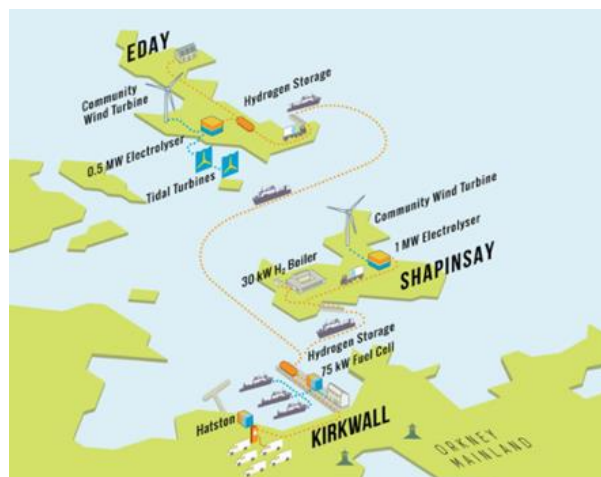 EDAY
Community
Wind Turbine
Hydrogen Storage
0.5 MW Electrolyser
Tidal Turbines
Community Wind Turbine
1 MW Electrolyser
30 kW H₂ Boiler
SHAPINSAY
Hydrogen Storage
75 kW Fuel Cell
Hatston
KIRKWALL
ORKNEY
MAINLAND